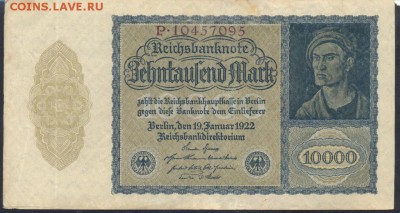 COINS.LAVE.RU
P·10457095
Reichsbanknote
Zehntausend Mark
zahlt die Reichsbankhauptkasse in Berlin
gegen diese Banknote dem Einlieferer
Berlin, den 19. Januar 1922
Reichsbankdirektorium
10000